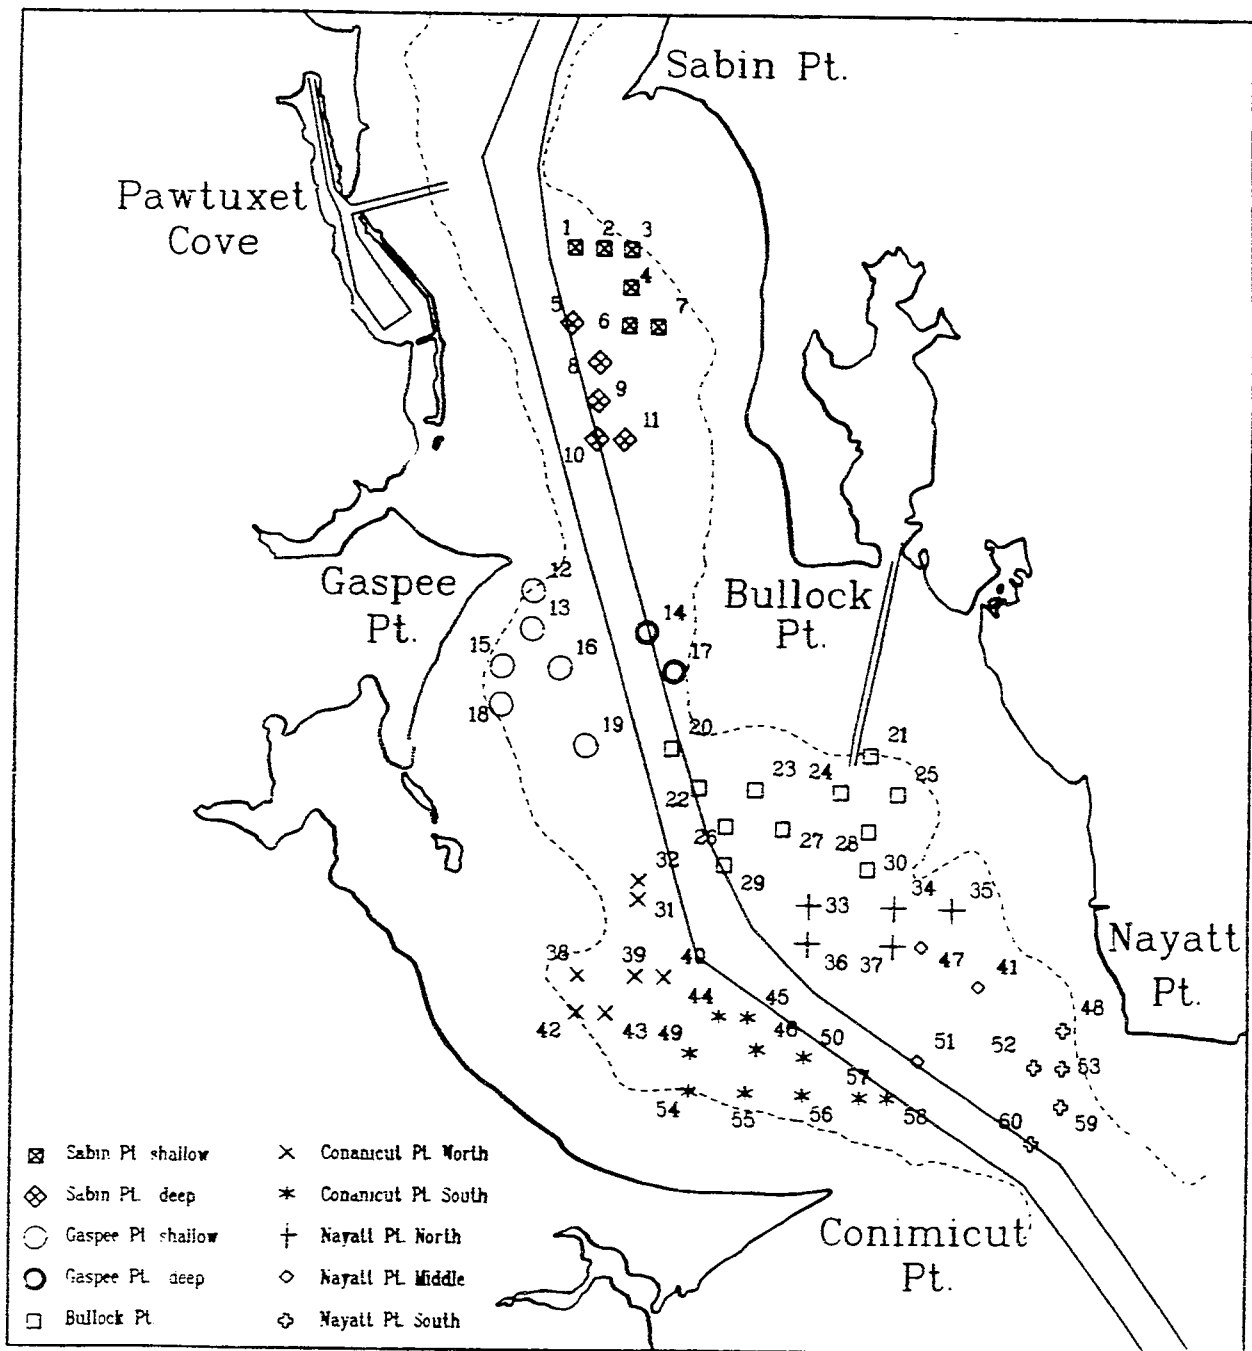 Sabin Pt.
Pawtuxet
Cove
1 2 3
4
5 6 7
8
9
10 11
Gaspee
Pt.
Bullock
Pt.
12
13 14
15 16 17
18
19 20 21
22 23 24 25
26 27 28
29 30
32
31 33 34 35
36 37 47 41
38 39 40
Nayatt
Pt.
42 43 44 45
49 46 50 51 52 48
53
54 55 56 57 58 60 59
Conimicut
Pt.
Sabin Pt. shallow
Sabin Pt. deep
Gaspee Pt. shallow
Gaspee Pt. deep
Bullock Pt.
Conanicut Pt. North
Conanicut Pt. South
Nayatt Pt. North
Nayatt Pt. Middle
Nayatt Pt. South